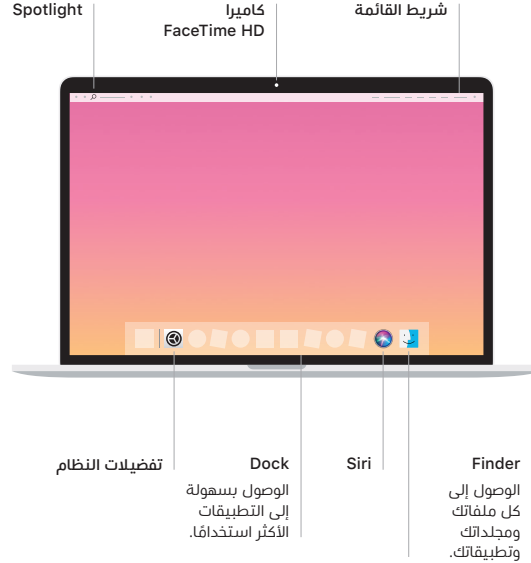 شريط القائمة
كاميرا
FaceTime HD
Spotlight
Finder
الوصول إلى
كل ملفاتك
ومجلداتك
وتطبيقاتك.
Siri
Dock
الوصول بسهولة
إلى التطبيقات
الأكثر استخدامًا.
تفضيلات النظام